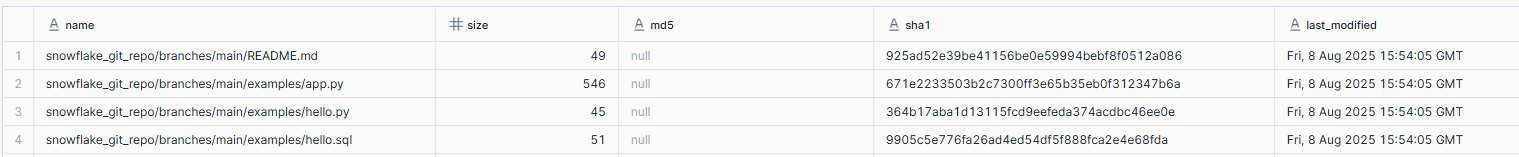 name size md5 sha1 last_modified
1 snowflake_git_repo/branches/main/README.md 49 null 925ad52e39be41156be0e59994bebf8f0512a086 Fri, 8 Aug 2025 15:54:05 GMT
2 snowflake_git_repo/branches/main/examples/app.py 546 null 671e2233503b2c7300ff3e65b35eb0f312347b6a Fri, 8 Aug 2025 15:54:05 GMT
3 snowflake_git_repo/branches/main/examples/hello.py 45 null 364b17aba1d13115fcd9eefeda374acdbc46ee0e Fri, 8 Aug 2025 15:54:05 GMT
4 snowflake_git_repo/branches/main/examples/hello.sql 51 null 9905c5e776fa26ad4ed54df5f888fca2e4e68fda Fri, 8 Aug 2025 15:54:05 GMT